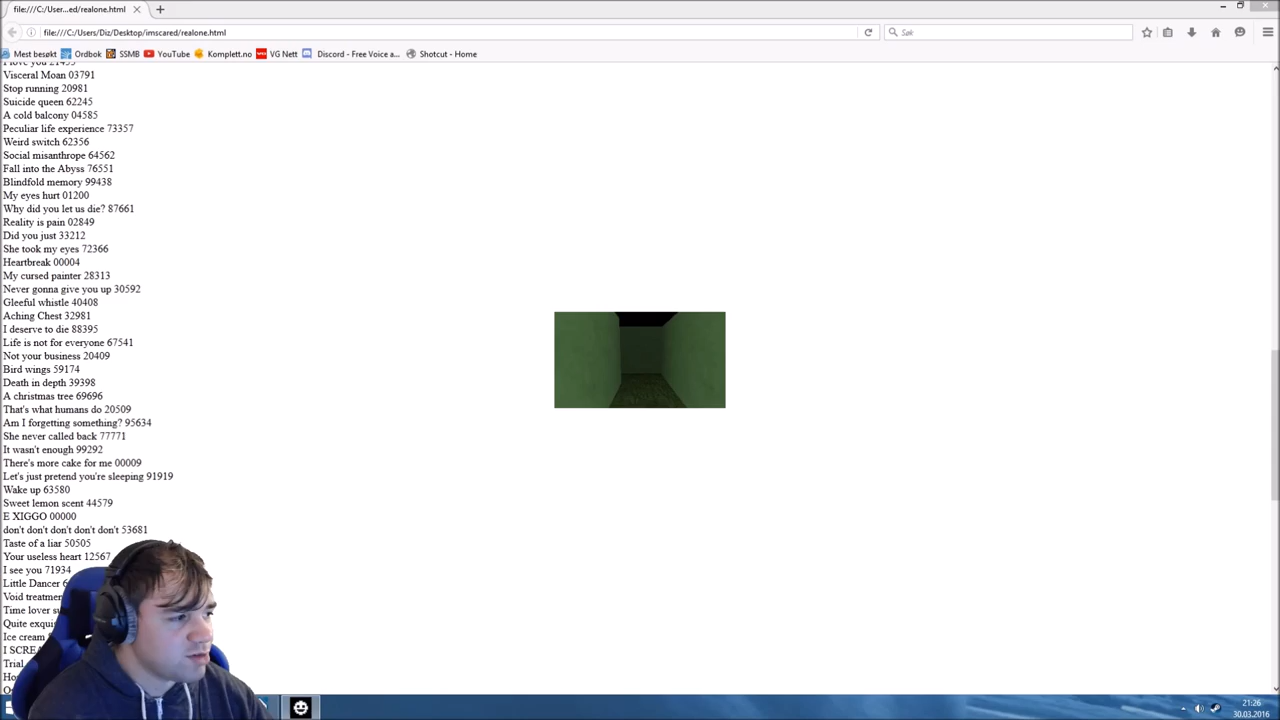 file:///C:/User...ed/realone.html
file:///C:/Users/Diz/Desktop/imscared/realone.html
Søk
Mest besøkt Ordbok SSMB YouTube Komplett.no VG Nett Discord - Free Voice a... Shotcut - Home
I love you 21455
Visceral Moan 03791
Stop running 20981
Suicide queen 62245
A cold balcony 04585
Peculiar life experience 73357
Weird switch 62356
Social misanthrope 64562
Fall into the Abyss 76551
Blindfold memory 99438
My eyes hurt 01200
Why did you let us die? 87661
Reality is pain 02849
Did you just 33212
She took my eyes 72366
Heartbreak 00004
My cursed painter 28313
Never gonna give you up 30592
Gleeful whistle 40408
Aching Chest 32981
I deserve to die 88395
Life is not for everyone 67541
Not your business 20409
Bird wings 59174
Death in depth 39398
A christmas tree 69696
That's what humans do 20509
Am I forgetting something? 95634
She never called back 77771
It wasn't enough 99292
There's more cake for me 00009
Let's just pretend you're sleeping 91919
Wake up 63580
Sweet lemon scent 44579
E XIGGO 00000
don't don't don't don't don't 53681
Taste of a liar 50505
Your useless heart 12567
I see you 71934
Little Dancer
Void
Time lover
Quite
Ice cream
I
Trial
21:26
30.03.2016